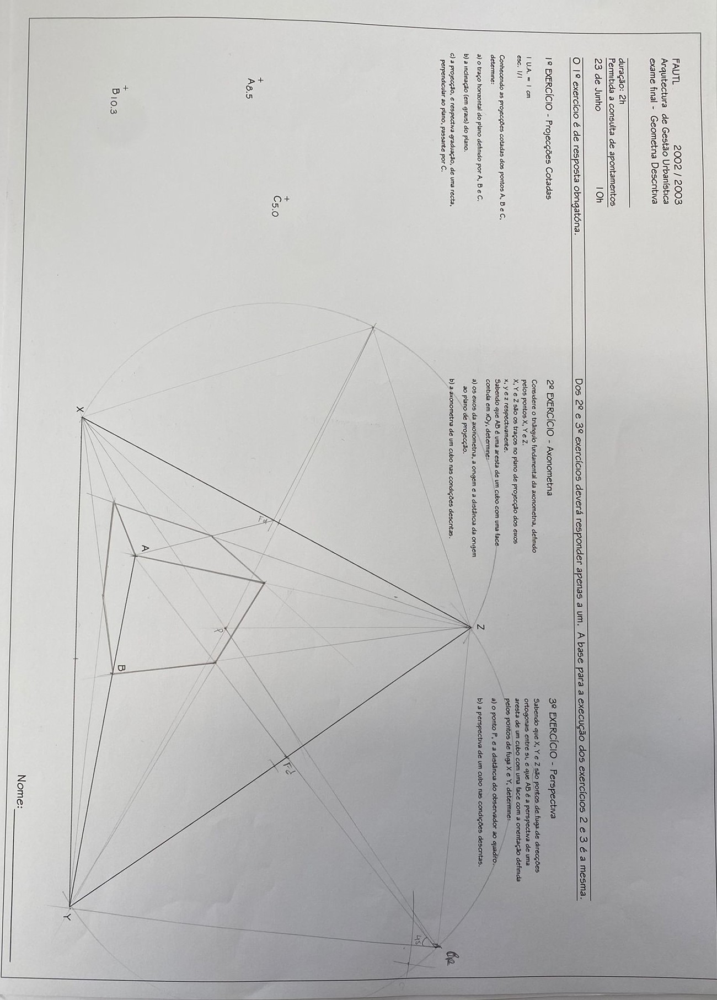 FAUTL 2002 / 2003
Arquitectura de Gestão Urbanística
exame final - Geometria Descritiva
duração: 2h
Permitida a consulta de apontamentos
23 de Junho 10h
O 1º exercício é de resposta obrigatória.
Dos 2º e 3º exercícios deverá responder apenas a um. A base para a execução dos exercícios 2 e 3 é a mesma.
1º EXERCÍCIO - Projecções Cotadas
1 U.A. = 1 cm
esc. 1/1
Conhecendo as projecções cotadas dos pontos A, B e C,
determine:
a) o traço horizontal do plano definido por A, B e C.
b) a inclinação (em graus) do plano.
c) a projecção, e respectiva graduação, de uma recta,
perpendicular ao plano, passante por C.
2º EXERCÍCIO - Axonometria
Considere o triângulo fundamental da axonometria, definido
pelos pontos X, Y e Z.
X, Y e Z são os traços no plano de projecção dos eixos
x, y e z respectivamente.
Sabendo que AB é uma aresta de um cubo com uma face
contida em xOy, determine:
a) os eixos da axonometria, a origem e a distância da origem
ao plano de projecção.
b) a axonometria de um cubo nas condições descritas.
3º EXERCÍCIO - Perspectiva
Sabendo que X, Y e Z são pontos de fuga de direcções
ortogonais entre si, e que AB é a perspectiva de uma
aresta de um cubo com uma face com a orientação definida
pelos pontos de fuga X e Y, determine:
a) o ponto P, e a distância do observador ao quadro.
b) a perspectiva de um cubo nas condições descritas.
A8.5
C5.0
B10.3
Z
Fd
P
Fd
A
B
X
Y
45
Nome: